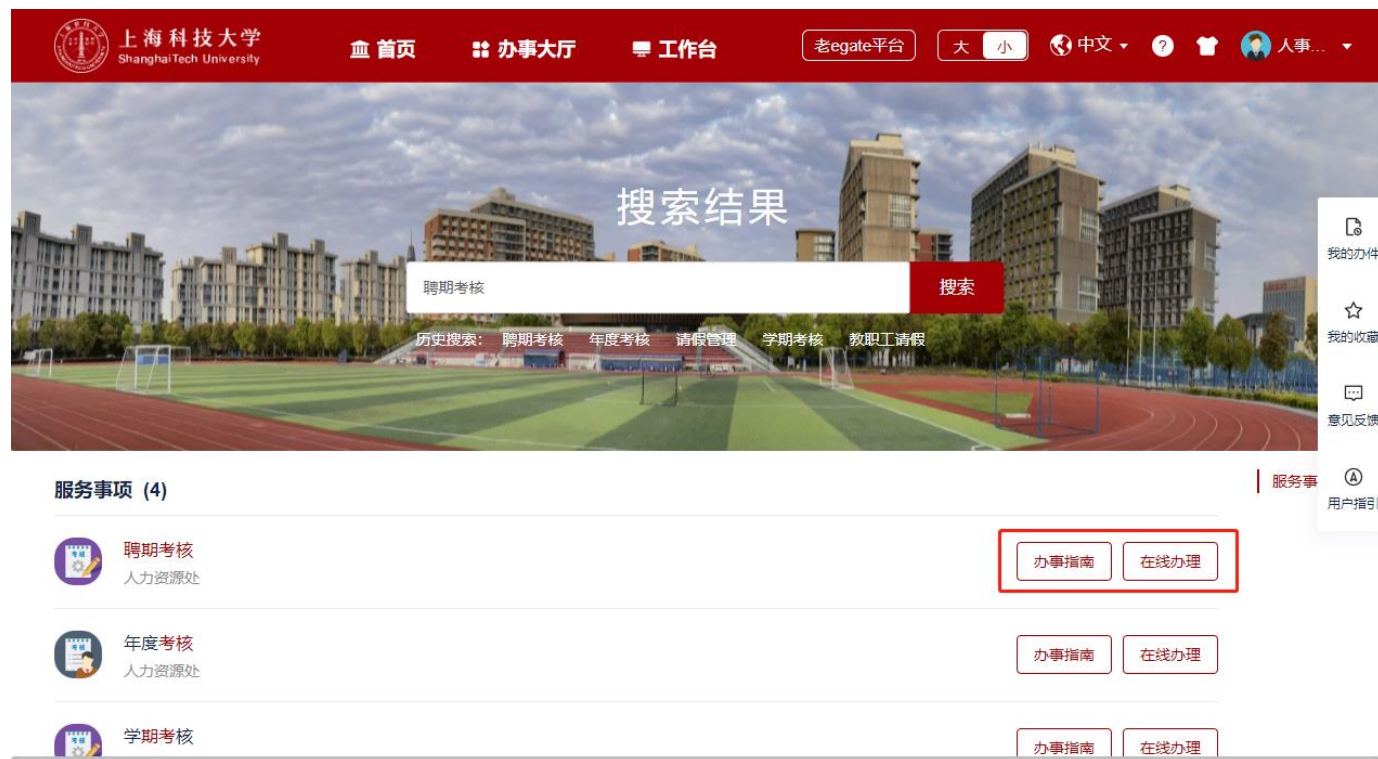 上海科技大学
ShanghaiTech University
首页 办事大厅 工作台 老egate平台 大 小 中文 人事...
搜索结果
聘期考核 搜索
历史搜索： 聘期考核 年度考核 请假管理 学期考核 教职工请假
我的办件
我的收藏
意见反馈
用户指引
服务事项 (4)
服务事
聘期考核
人力资源处
办事指南 在线办理
年度考核
人力资源处
办事指南 在线办理
学期考核
办事指南 在线办理